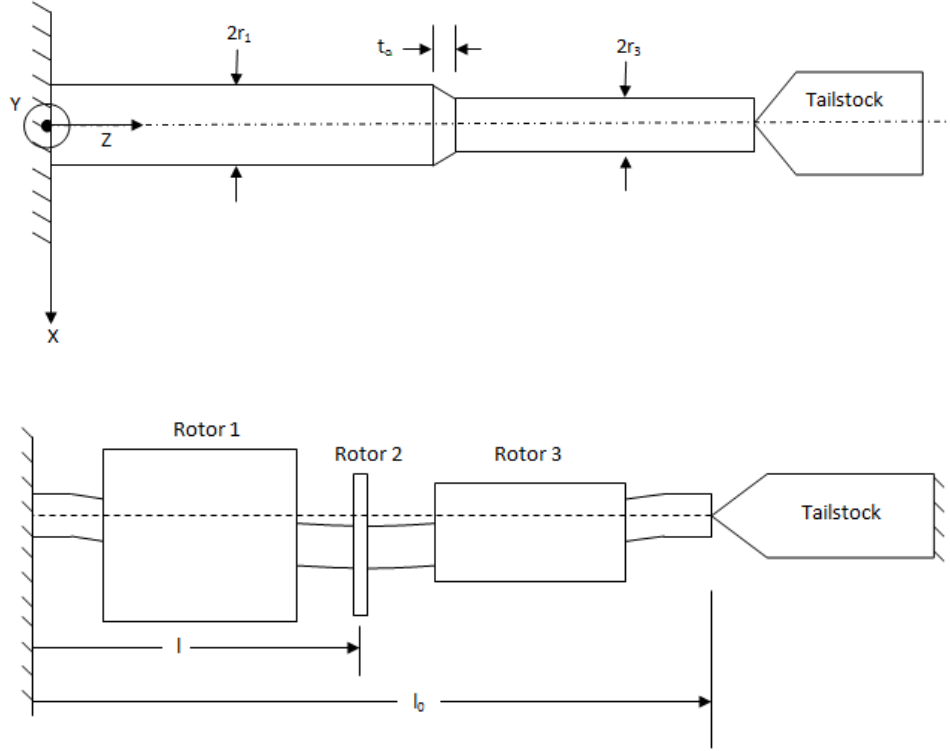 2r₁
tₐ
2r₃
Y
Tailstock
Z
X
Rotor 1
Rotor 2
Rotor 3
Tailstock
l
l₀